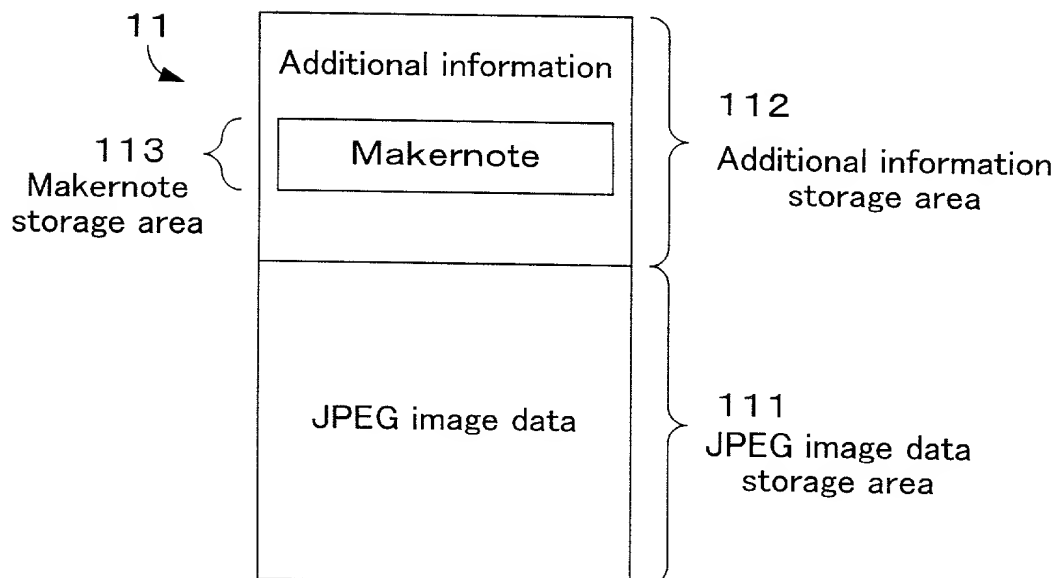 11
Additional information
113
Makernote
storage area
Makernote
112
Additional information
storage area
JPEG image data
111
JPEG image data
storage area